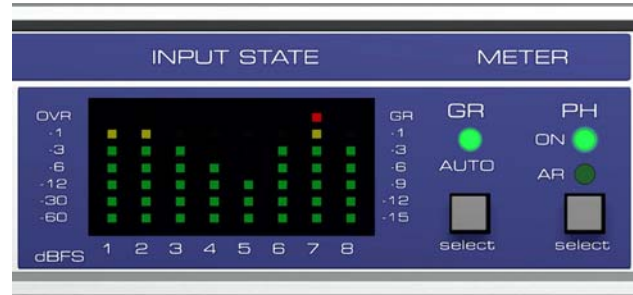 INPUT STATE
METER
OVR
-1
-3
-6
-12
-30
-60
dBFS
1 2 3 4 5 6 7 8
GR
-1
-3
-6
-9
-12
-15
GR
AUTO
select
PH
ON
AR
select